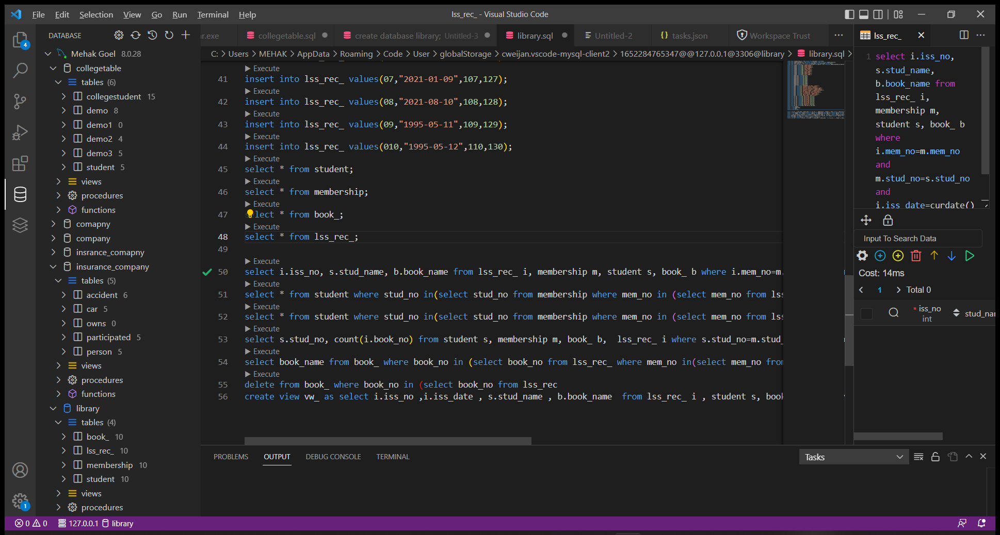 File Edit Selection View Go Run Terminal Help
lss_rec_ - Visual Studio Code
DATABASE
4
Mehak Goel 8.0.28
collegetable
tables (6)
collegestudent 15
demo 8
demo1 0
demo2 4
demo3 5
student 5
views
procedures
functions
comapny
company
insrance_comapny
insurance_company
tables (5)
accident 6
car 5
owns 0
participated 5
person 5
views
procedures
functions
library
tables (4)
book_ 10
lss_rec_ 10
membership 10
student 10
views
procedures
1
ar.exe
collegetable.sql
create database library; Untitled-3
library.sql
Untitled-2
{} tasks.json
Workspace Trust
C: > Users > MEHAK > AppData > Roaming > Code > User > globalStorage > cweijan.vscode-mysql-client2 > 1652284765347@@127.0.0.1@3306@library > library.sql >
Execute
41 insert into lss_rec_ values(07,"2021-01-09",107,127);
Execute
42 insert into lss_rec_ values(08,"2021-08-10",108,128);
Execute
43 insert into lss_rec_ values(09,"1995-05-11",109,129);
Execute
44 insert into lss_rec_ values(010,"1995-05-12",110,130);
Execute
45 select * from student;
Execute
46 select * from membership;
Execute
47 lect * from book_;
Execute
48 select * from lss_rec_;
49
Execute
50 select i.iss_no, s.stud_name, b.book_name from lss_rec_ i, membership m, student s, book_ b where i.mem_no=m.
Execute
51 select * from student where stud_no in(select stud_no from membership where mem_no in (select mem_no from lss
Execute
52 select * from student where stud_no in(select stud_no from membership where mem_no in (select mem_no from lss
Execute
53 select s.stud_no, count(i.book_no) from student s, membership m, book_ b,  lss_rec_ i where s.stud_no=m.stud_
Execute
54 select book_name from book_ where book_no in (select book_no from lss_rec_ where mem_no in(select mem_no from
Execute
55 delete from book_ where book_no in (select book_no from lss_rec
56 create view vw_ as select i.iss_no ,i.iss_date , s.stud_name , b.book_name  from lss_rec_ i , student s, book
lss_rec_
1 select i.iss_no,
s.stud_name,
b.book_name from
lss_rec_ i,
membership m,
student s, book_ b
where
i.mem_no=m.mem_no
and
m.stud_no=s.stud_no
and
i.iss_date=curdate()
Input To Search Data
Cost: 14ms
< 1 > Total 0
* iss_no
int
stud_nam
PROBLEMS OUTPUT DEBUG CONSOLE TERMINAL
Tasks
0 0 127.0.0.1 library